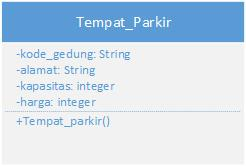 Tempat_Parkir
-kode_gedung: String
-alamat: String
-kapasitas: integer
-harga: integer
+Tempat_parkir()